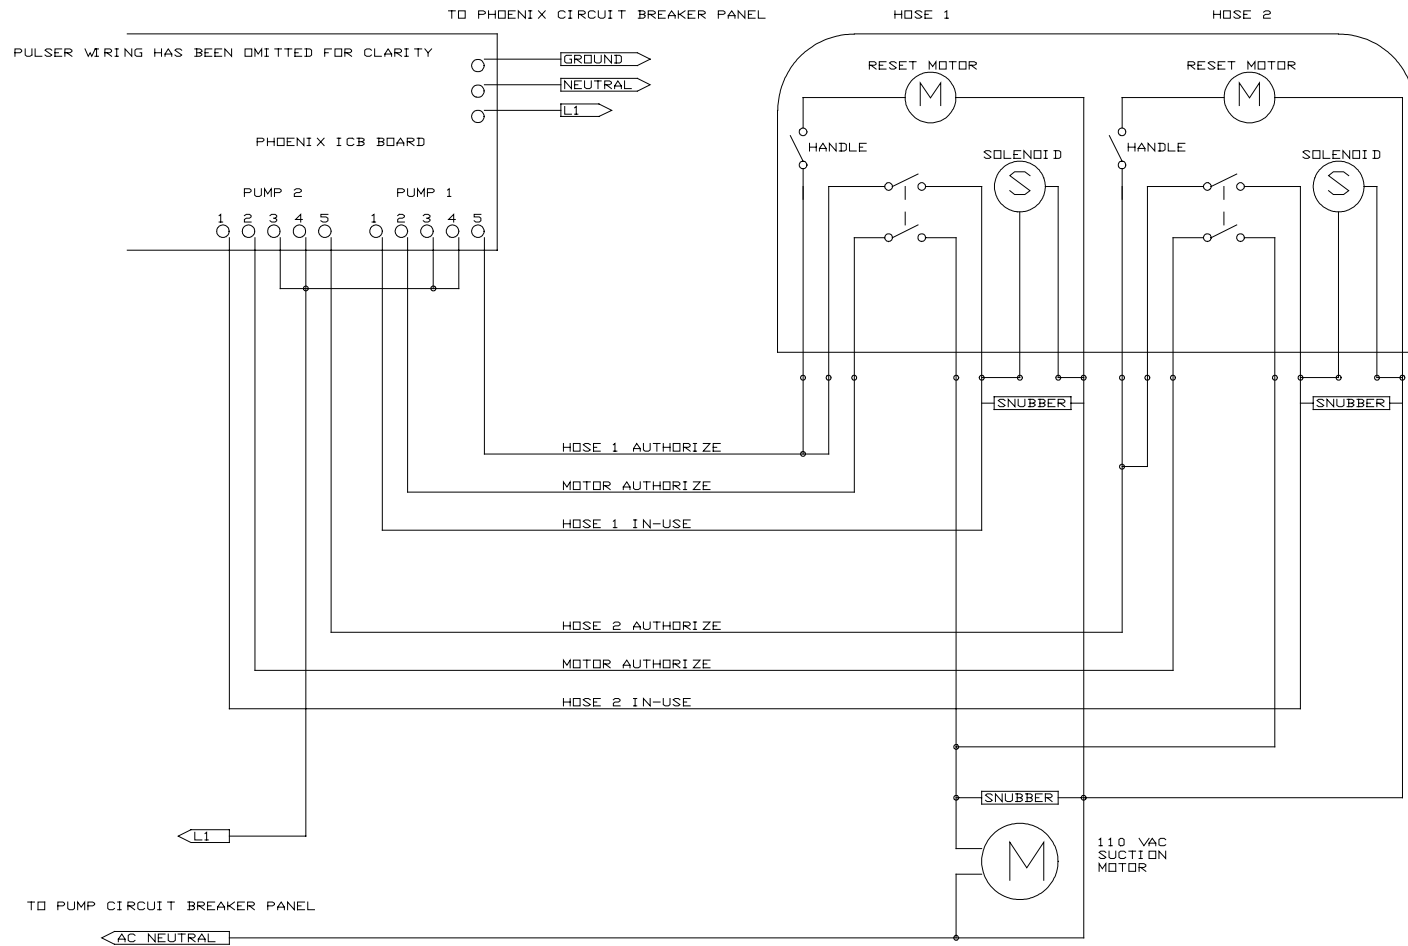 TO PHOENIX CIRCUIT BREAKER PANEL
HOSE 1
HOSE 2
PULSER WIRING HAS BEEN OMITTED FOR CLARITY
GROUND
NEUTRAL
L1
RESET MOTOR
M
RESET MOTOR
M
PHOENIX ICB BOARD
HANDLE
SOLENOID
S
HANDLE
SOLENOID
S
PUMP 2
PUMP 1
1 2 3 4 5
1 2 3 4 5
SNUBBER
SNUBBER
HOSE 1 AUTHORIZE
MOTOR AUTHORIZE
HOSE 1 IN-USE
HOSE 2 AUTHORIZE
MOTOR AUTHORIZE
HOSE 2 IN-USE
SNUBBER
L1
M
110 VAC
SUCTION
MOTOR
TO PUMP CIRCUIT BREAKER PANEL
AC NEUTRAL